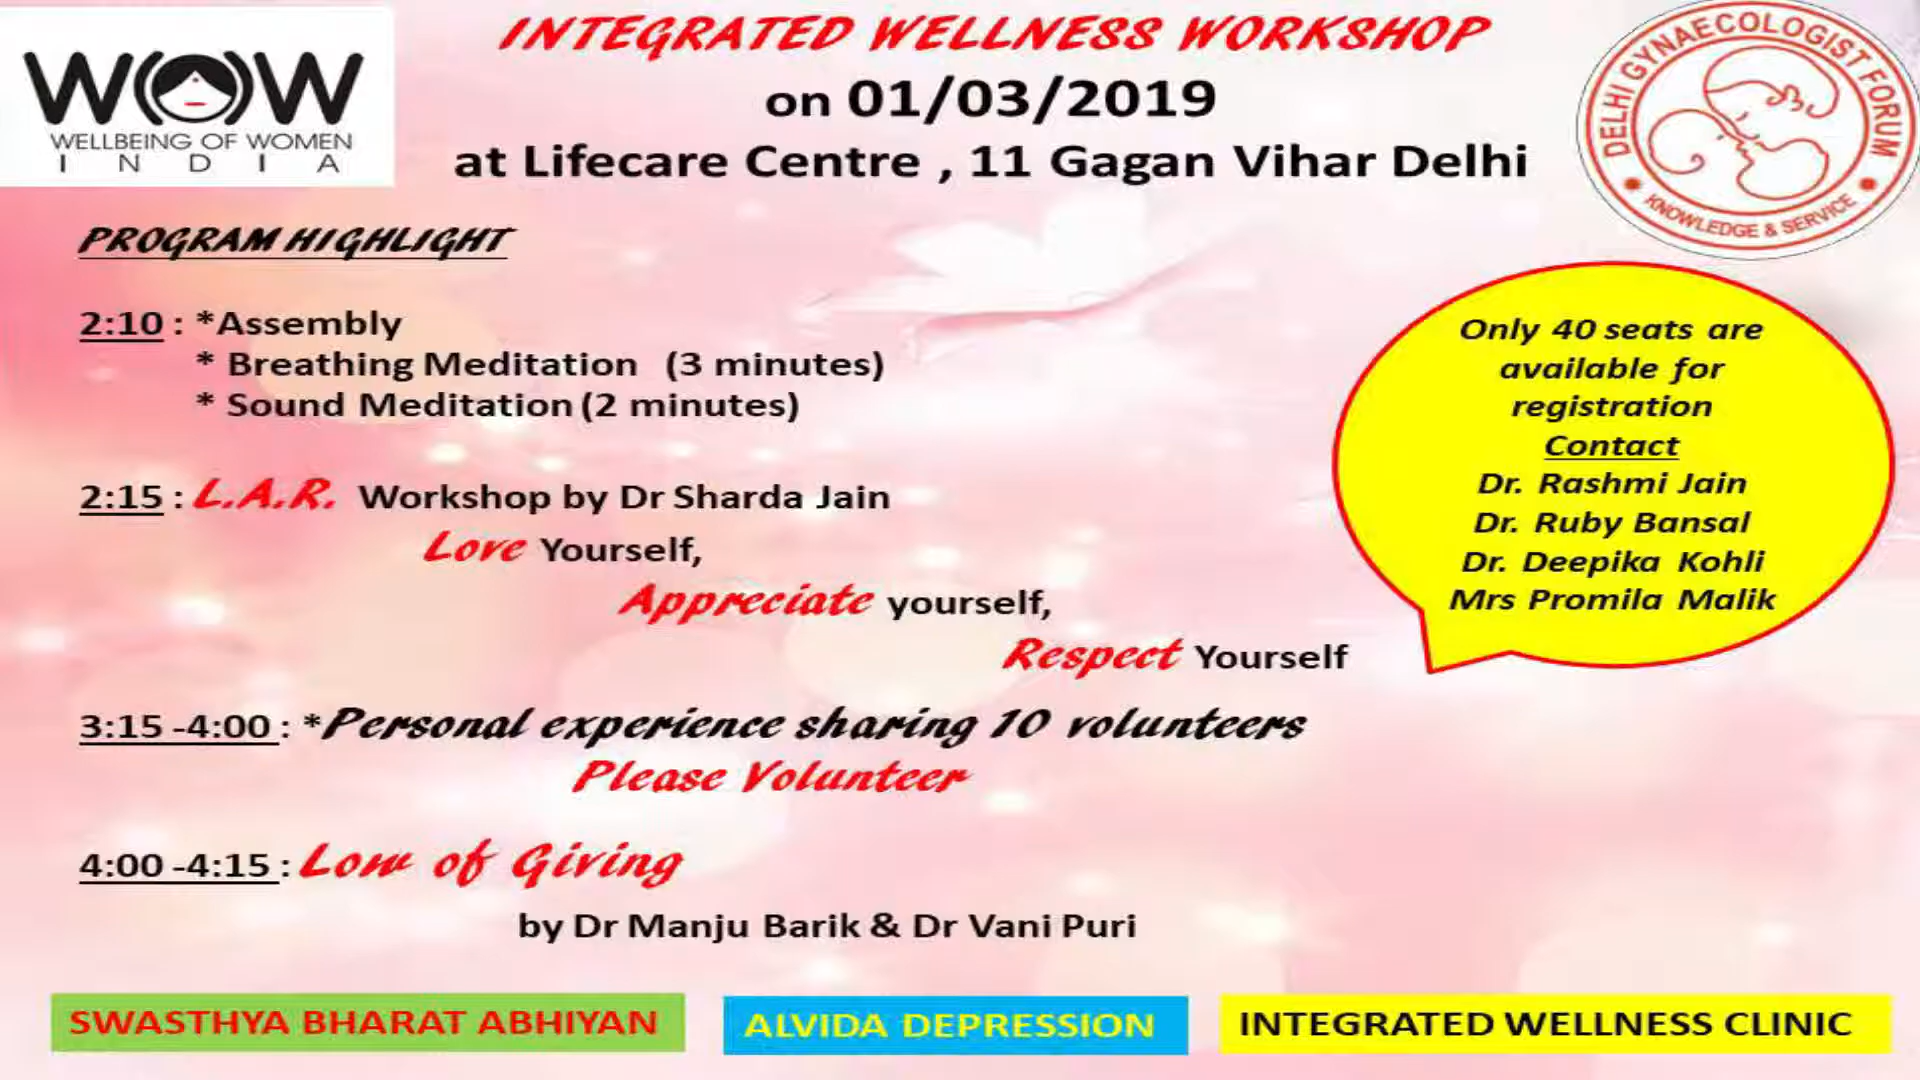 WOW
WELLBEING OF WOMEN
INDIA
INTEGRATED WELLNESS WORKSHOP
on 01/03/2019
at Lifecare Centre , 11 Gagan Vihar Delhi
DELHI GYNAECOLOGIST FORUM
KNOWLEDGE & SERVICE
PROGRAM HIGHLIGHT
2:10 : *Assembly
* Breathing Meditation (3 minutes)
* Sound Meditation (2 minutes)
2:15 : L.A.R. Workshop by Dr Sharda Jain
Love Yourself,
Appreciate yourself,
Respect Yourself
3:15 -4:00 : *Personal experience sharing 10 volunteers
Please Volunteer
4:00 -4:15 : Low of Giving
by Dr Manju Barik & Dr Vani Puri
Only 40 seats are
available for
registration
Contact
Dr. Rashmi Jain
Dr. Ruby Bansal
Dr. Deepika Kohli
Mrs Promila Malik
SWASTHYA BHARAT ABHIYAN
ALVIDA DEPRESSION
INTEGRATED WELLNESS CLINIC